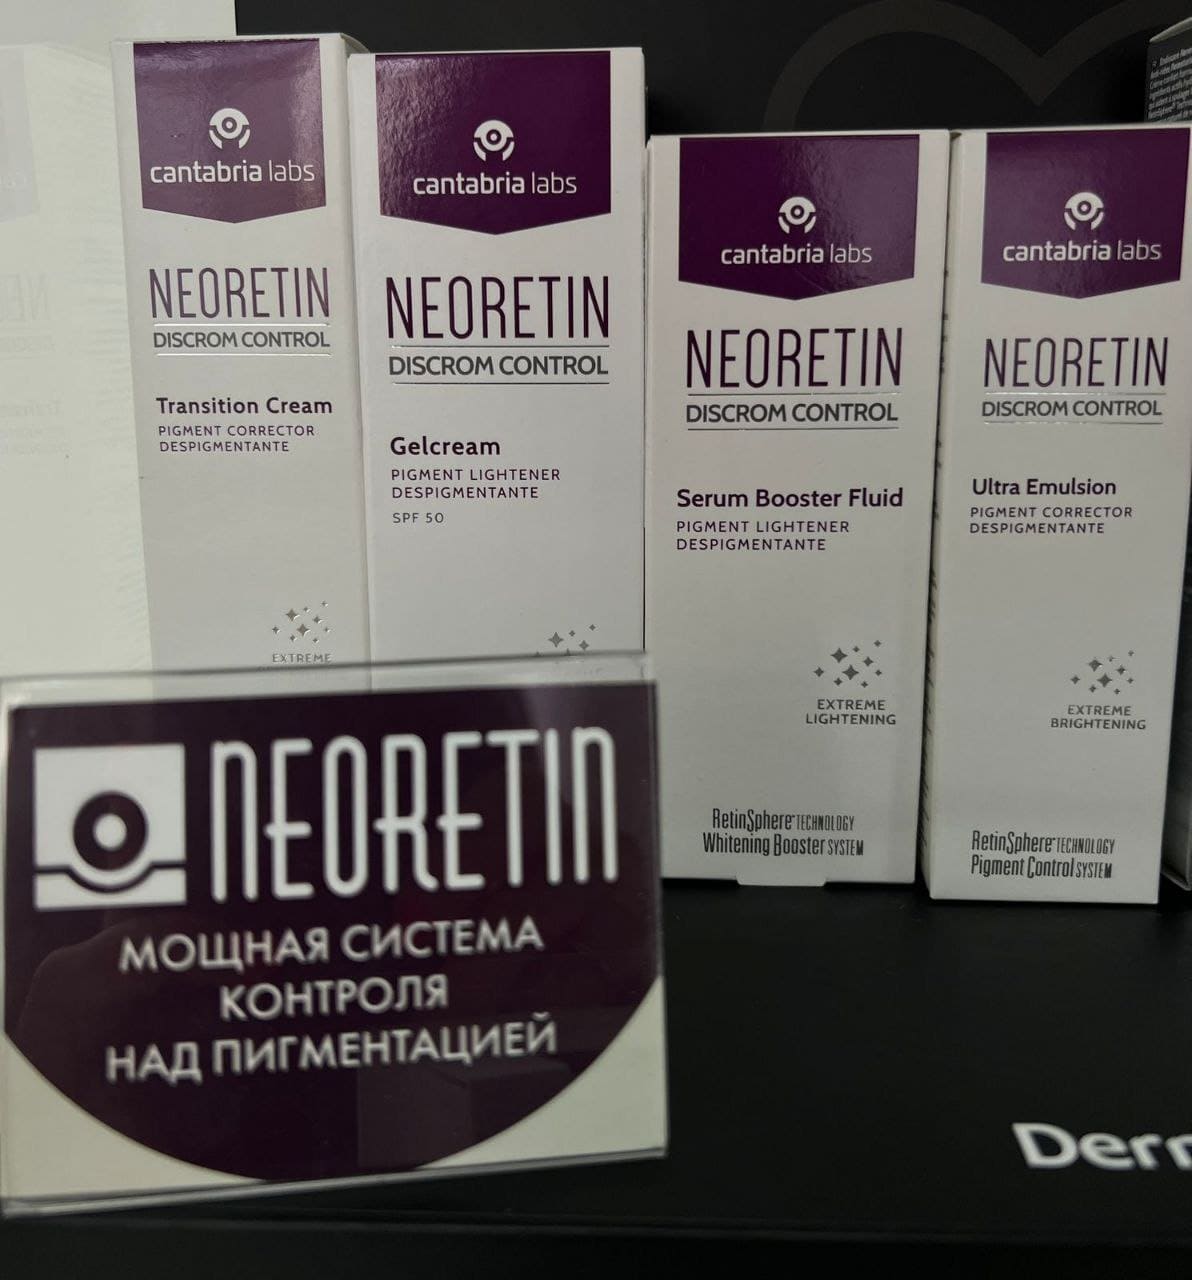 cantabria labs
NEORETIN
DISCROM CONTROL
Transition Cream
PIGMENT CORRECTOR
DESPIGMENTANTE
EXTREME
cantabria labs
NEORETIN
DISCROM CONTROL
Gelcream
PIGMENT LIGHTENER
DESPIGMENTANTE
SPF 50
cantabria labs
NEORETIN
DISCROM CONTROL
Serum Booster Fluid
PIGMENT LIGHTENER
DESPIGMENTANTE
EXTREME
LIGHTENING
RetinSphere TECHNOLOGY
Whitening Booster SYSTEM
cantabria labs
NEORETIN
DISCROM CONTROL
Ultra Emulsion
PIGMENT CORRECTOR
DESPIGMENTANTE
EXTREME
BRIGHTENING
RetinSphere TECHNOLOGY
Pigment Control SYSTEM
NEORETIN
МОЩНАЯ СИСТЕМА
КОНТРОЛЯ
НАД ПИГМЕНТАЦИЕЙ